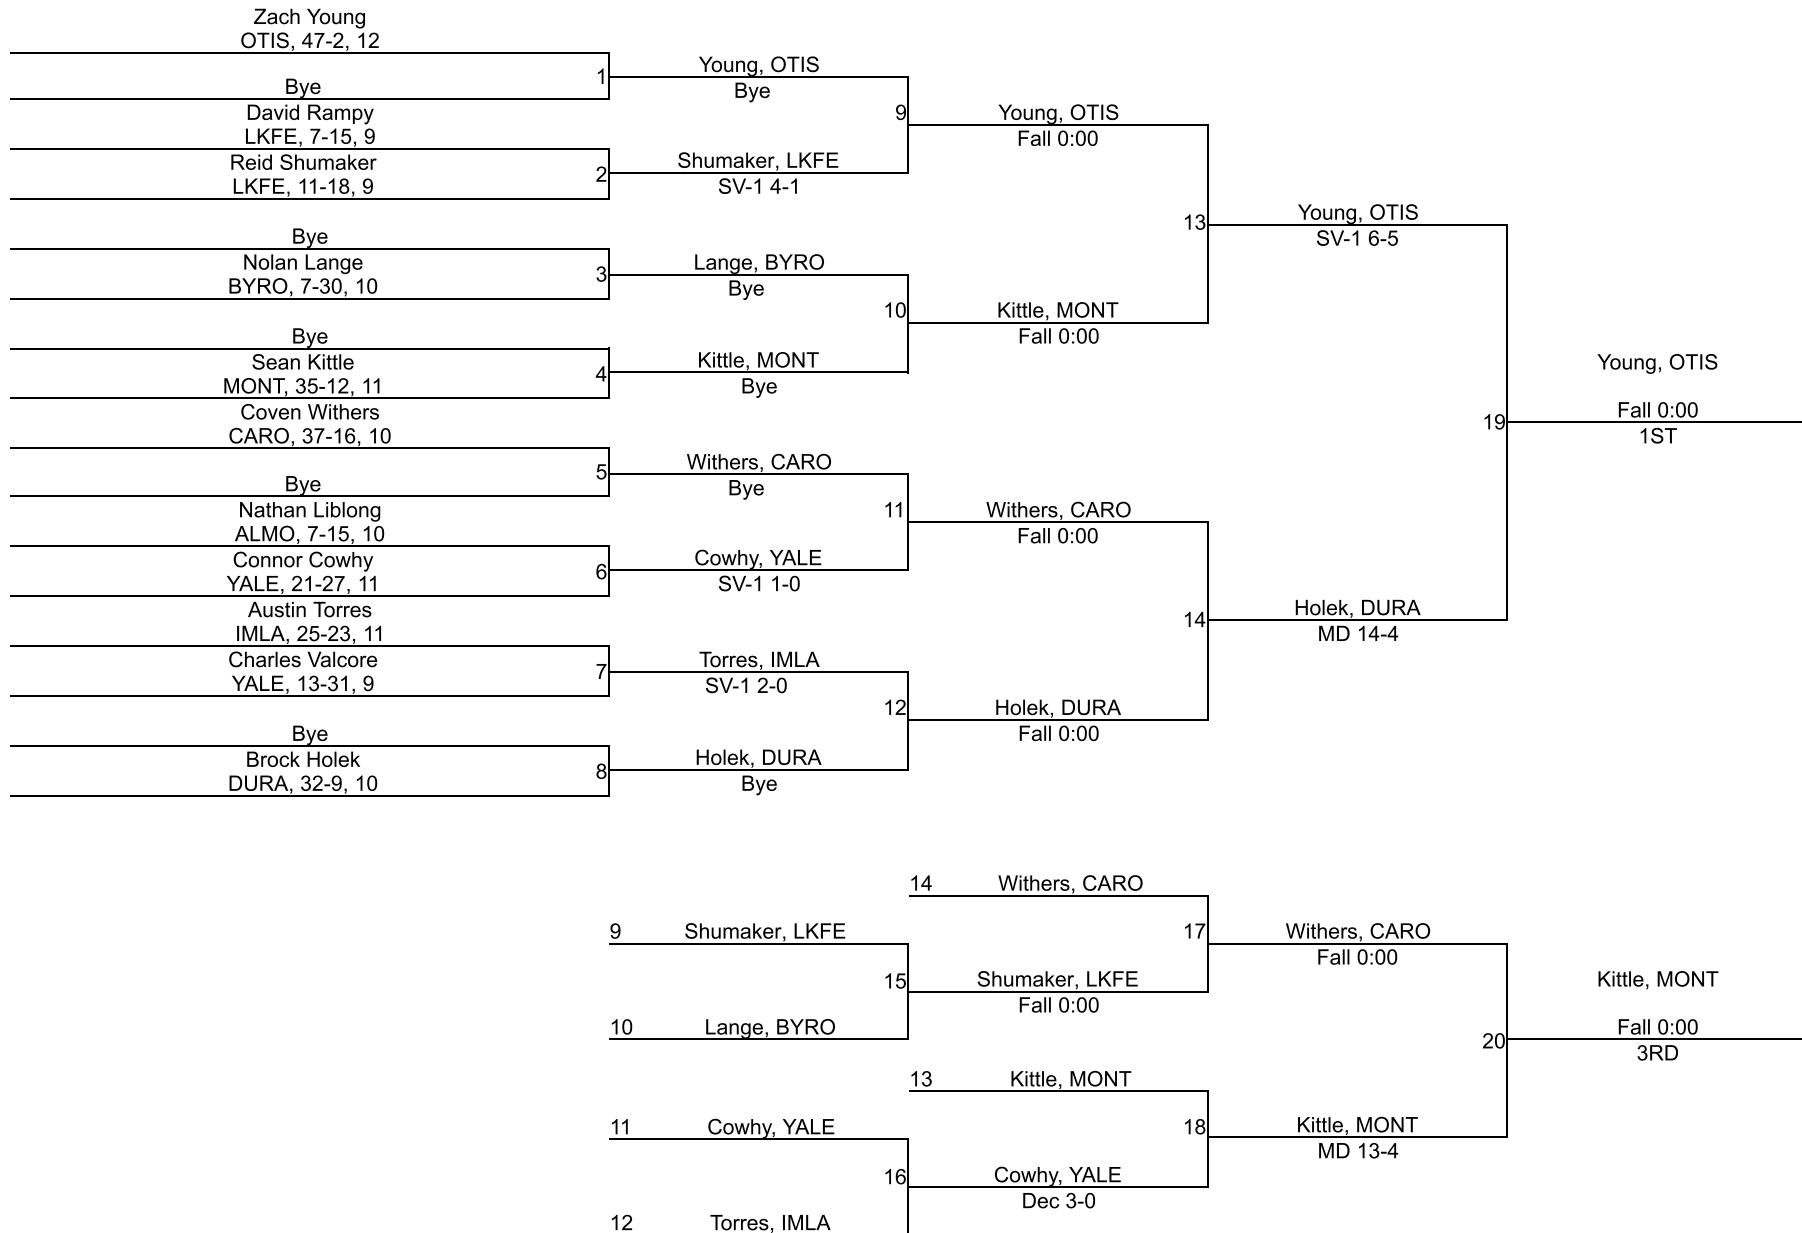 Zach Young
OTIS, 47-2, 12
Bye
David Rampy
LKFE, 7-15, 9
Reid Shumaker
LKFE, 11-18, 9
Bye
Nolan Lange
BYRO, 7-30, 10
Bye
Sean Kittle
MONT, 35-12, 11
Coven Withers
CARO, 37-16, 10
Bye
Nathan Liblong
ALMO, 7-15, 10
Connor Cowhy
YALE, 21-27, 11
Austin Torres
IMLA, 25-23, 11
Charles Valcore
YALE, 13-31, 9
Bye
Brock Holek
DURA, 32-9, 10
1
Young, OTIS
Bye
2
Shumaker, LKFE
SV-1 4-1
3
Lange, BYRO
Bye
4
Kittle, MONT
Bye
5
Withers, CARO
Bye
6
Cowhy, YALE
SV-1 1-0
7
Torres, IMLA
SV-1 2-0
8
Holek, DURA
Bye
9
Young, OTIS
Fall 0:00
10
Kittle, MONT
Fall 0:00
11
Withers, CARO
Fall 0:00
12
Holek, DURA
Fall 0:00
13
Young, OTIS
SV-1 6-5
14
Holek, DURA
MD 14-4
19
Young, OTIS
Fall 0:00
1ST
14
Withers, CARO
9
Shumaker, LKFE
15
Shumaker, LKFE
Fall 0:00
10
Lange, BYRO
17
Withers, CARO
Fall 0:00
13
Kittle, MONT
11
Cowhy, YALE
16
Cowhy, YALE
Dec 3-0
12
Torres, IMLA
18
Kittle, MONT
MD 13-4
20
Kittle, MONT
Fall 0:00
3RD